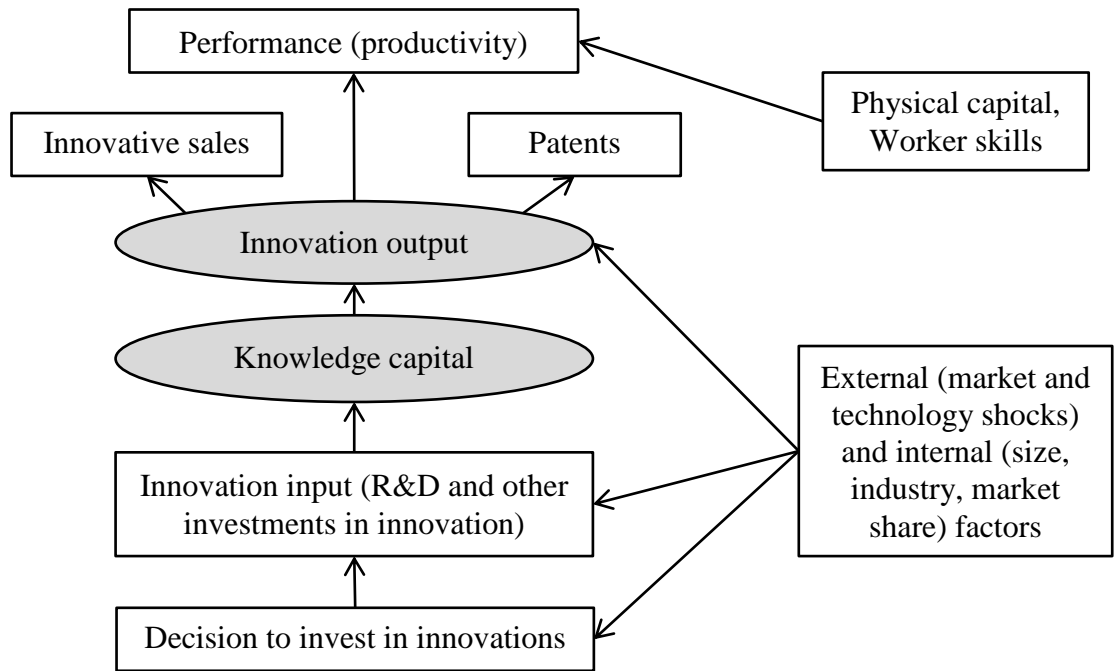 Performance (productivity)
Physical capital,
Worker skills
Innovative sales
Patents
Innovation output
Knowledge capital
External (market and
technology shocks)
and internal (size,
industry, market
share) factors
Innovation input (R&D and other
investments in innovation)
Decision to invest in innovations